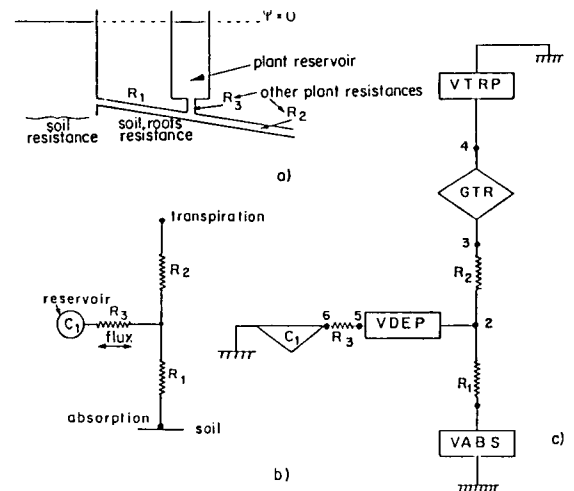 Ψ = 0
plant reservoir
R1
R3
other plant resistances
R2
soil
resistance
soil, roots
resistance
a)
transpiration
R2
reservoir
C1
R3
flux
R1
absorption
soil
b)
VTRP
4
GTR
3
R2
6
5
R3
C1
VDEP
2
R1
VABS
c)